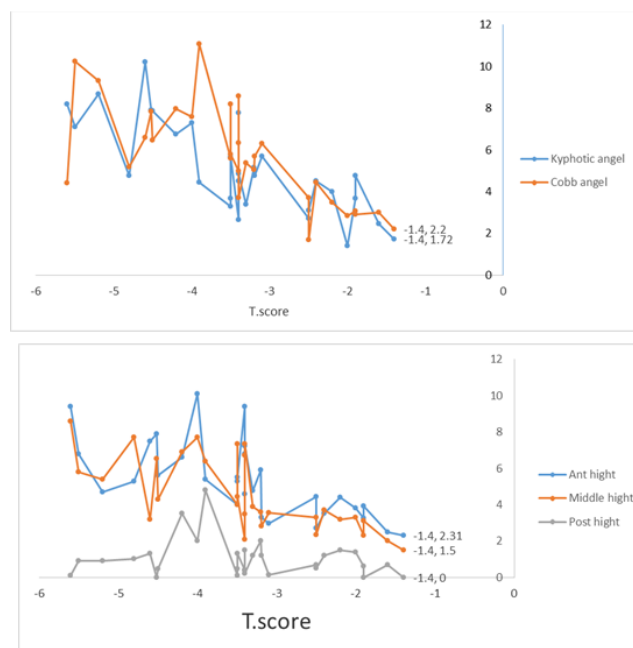 12
10
8
6
4
2
0
Kyphotic angel
Cobb angel
-1.4, 2.2
-1.4, 1.72
-6 -5 -4 -3 -2 -1 0
T.score
12
10
8
6
4
2
0
Ant hight
Middle hight
Post hight
-1.4, 2.31
-1.4, 1.5
-1.4, 0
-6 -5 -4 -3 -2 -1 0
T.score